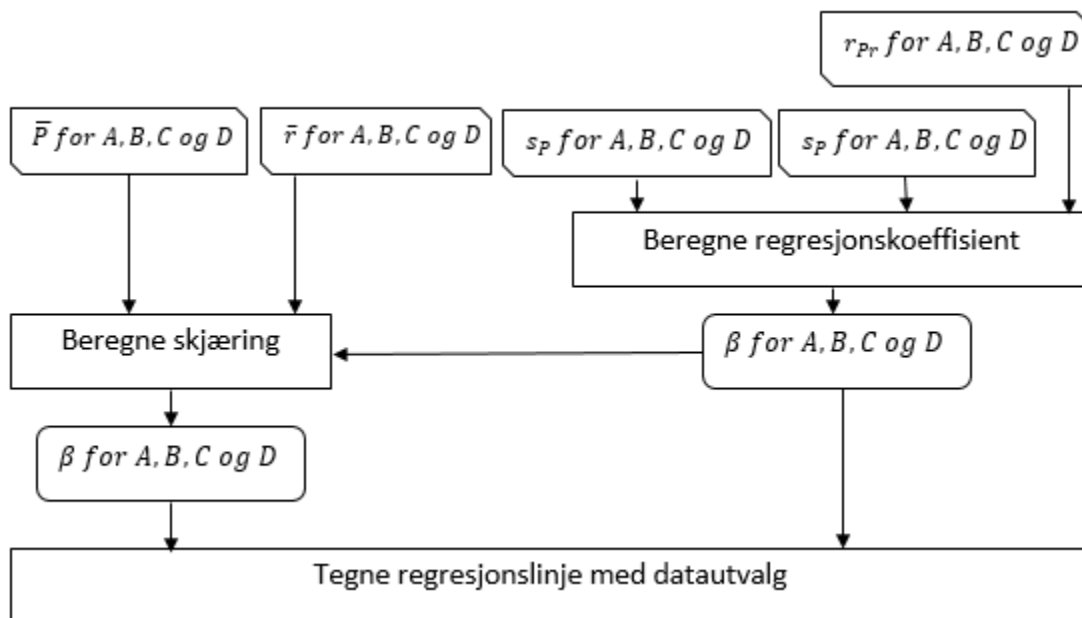 r_Pr for A, B, C og D
P̅ for A, B, C og D
r̅ for A, B, C og D
s_P for A, B, C og D
s_P for A, B, C og D
Beregne regresjonskoeffisient
Beregne skjæring
β for A, B, C og D
β for A, B, C og D
Tegne regresjonslinje med datautvalg